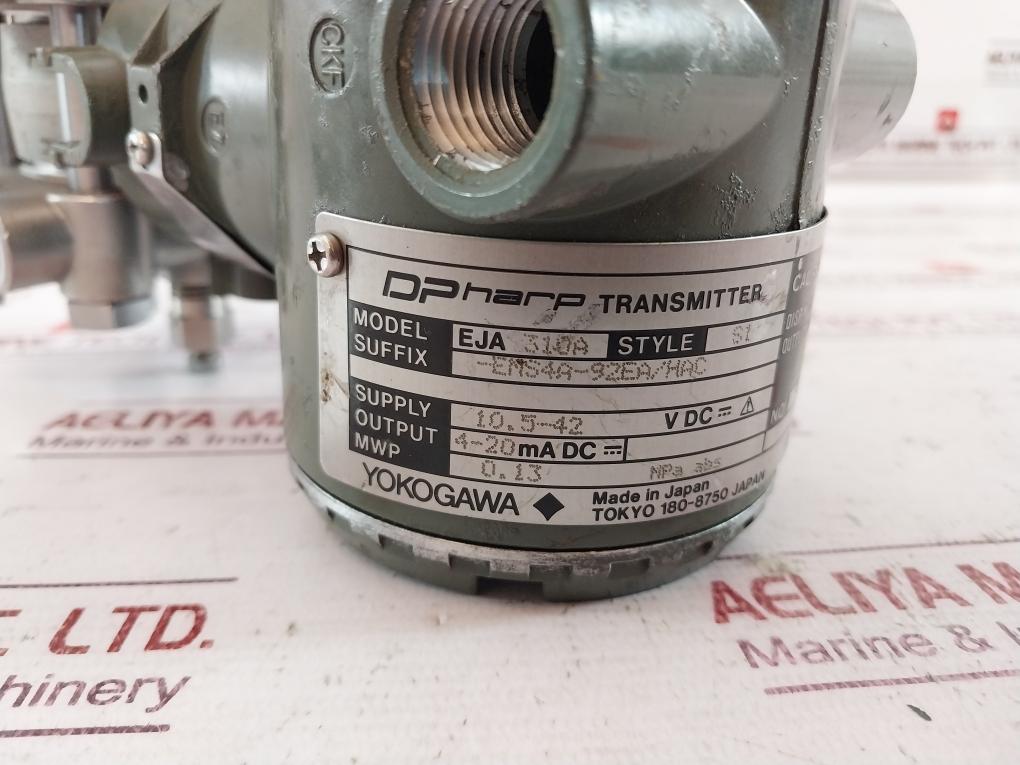 CKF
E7
DPharp TRANSMITTER
MODEL EJA 310A STYLE S1
SUFFIX -EMS4A-92EA/HAC
SUPPLY 10.5-42 V DC
OUTPUT 4-20 mA DC
MWP 0.13 MPa abs
YOKOGAWA Made in Japan
TOKYO 180-8750 JAPAN
AELIYA MA
Marine & Indu
LTD.
hinery
AELIYA M
Marine & I